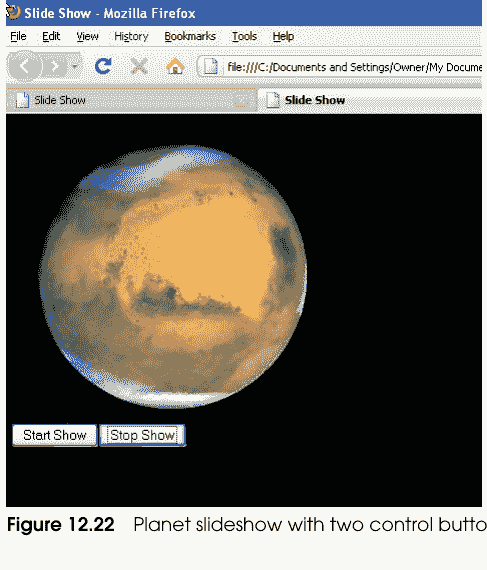 Slide Show - Mozilla Firefox
File Edit View History Bookmarks Tools Help
file:///C:/Documents and Settings/Owner/My Docume
Slide Show Slide Show
Start Show Stop Show
Figure 12.22 Planet slideshow with two control butto